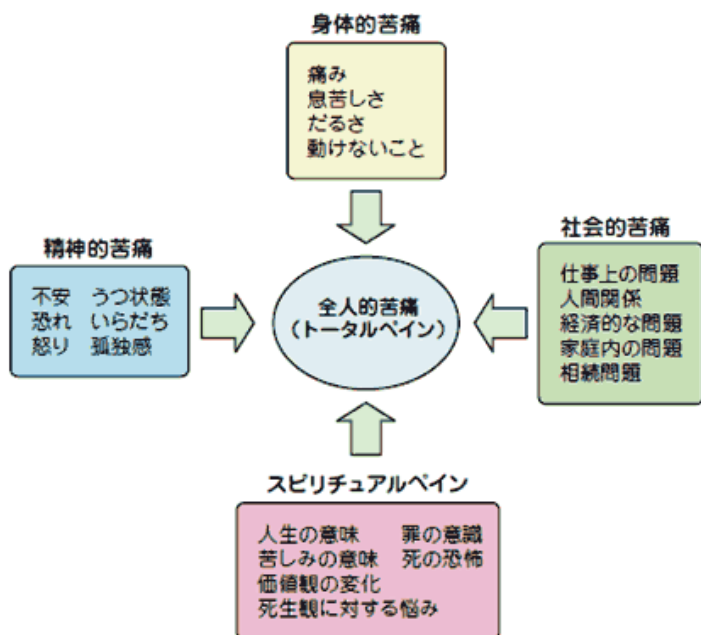 身体的苦痛
痛み
息苦しさ
だるさ
動けないこと
精神的苦痛
不安 うつ状態
恐れ いらだち
怒り 孤独感
社会的苦痛
仕事上の問題
人間関係
経済的な問題
家庭内の問題
相続問題
全人的苦痛
（トータルペイン）
スピリチュアルペイン
人生の意味 罪の意識
苦しみの意味 死の恐怖
価値観の変化
死生観に対する悩み